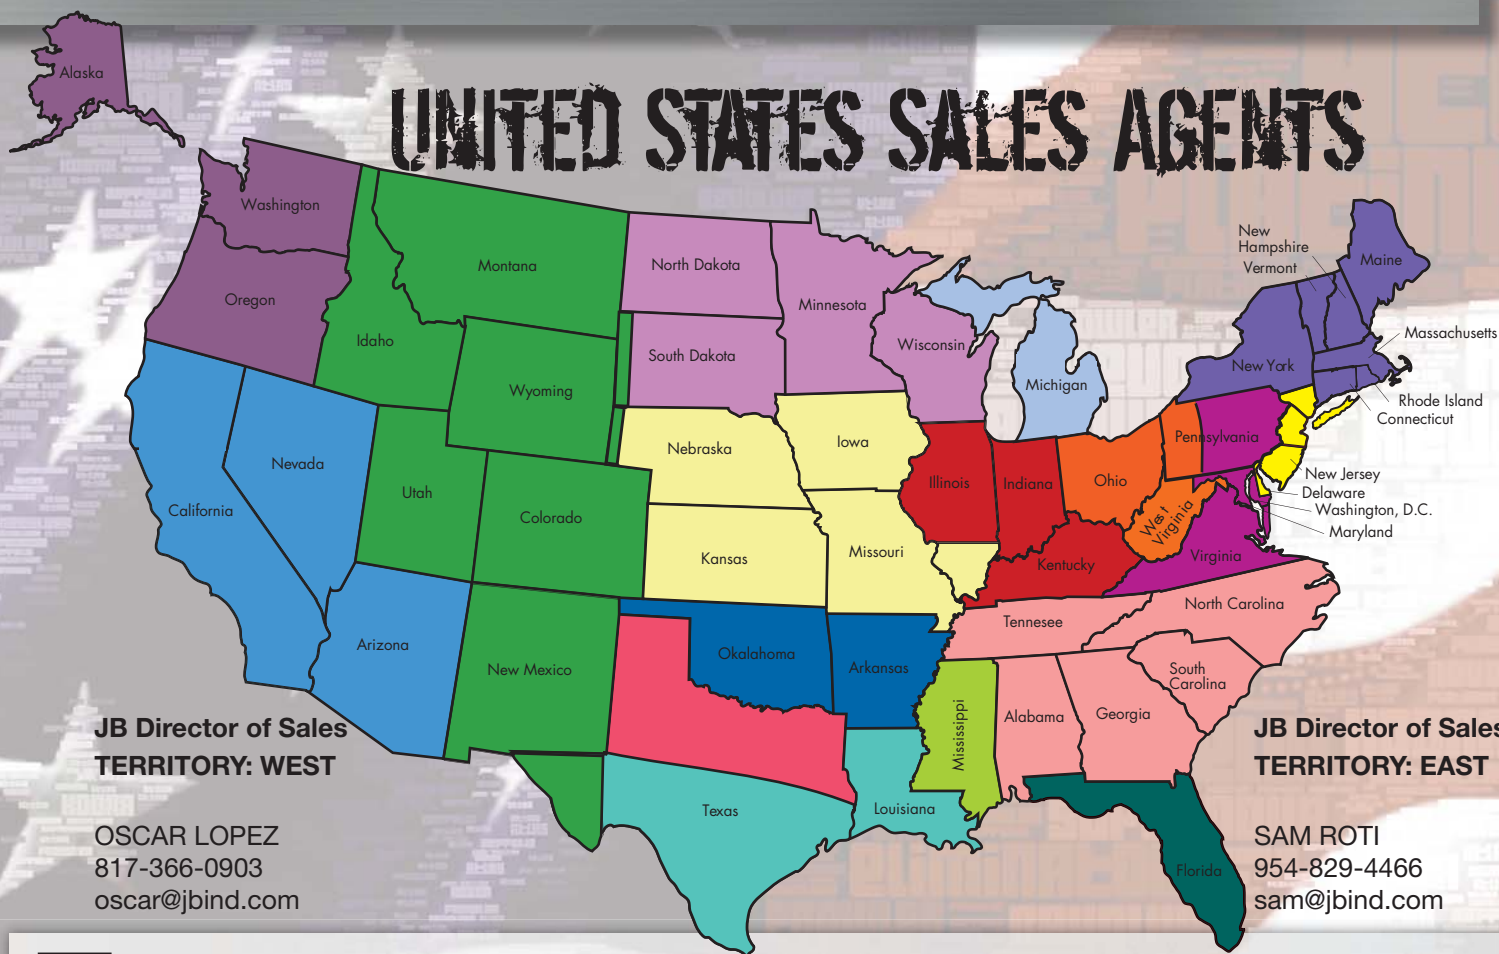 UNITED STATES SALES AGENTS
Alaska
Washington
Oregon
Montana
Idaho
Wyoming
North Dakota
South Dakota
Minnesota
Wisconsin
Michigan
New
Hampshire
Vermont
Maine
Massachusetts
New York
Rhode Island
Connecticut
California
Nevada
Utah
Colorado
Nebraska
Iowa
Kansas
Missouri
Illinois
Indiana
Ohio
Pennsylvania
West
Virginia
New Jersey
Delaware
Washington, D.C.
Maryland
Virginia
Kentucky
Arizona
New Mexico
Okalahoma
Arkansas
Tennesee
North Carolina
South
Carolina
Mississippi
Alabama
Georgia
Texas
Louisiana
Florida
JB Director of Sales
TERRITORY: WEST
OSCAR LOPEZ
817-366-0903
oscar@jbind.com
JB Director of Sales
TERRITORY: EAST
SAM ROTI
954-829-4466
sam@jbind.com